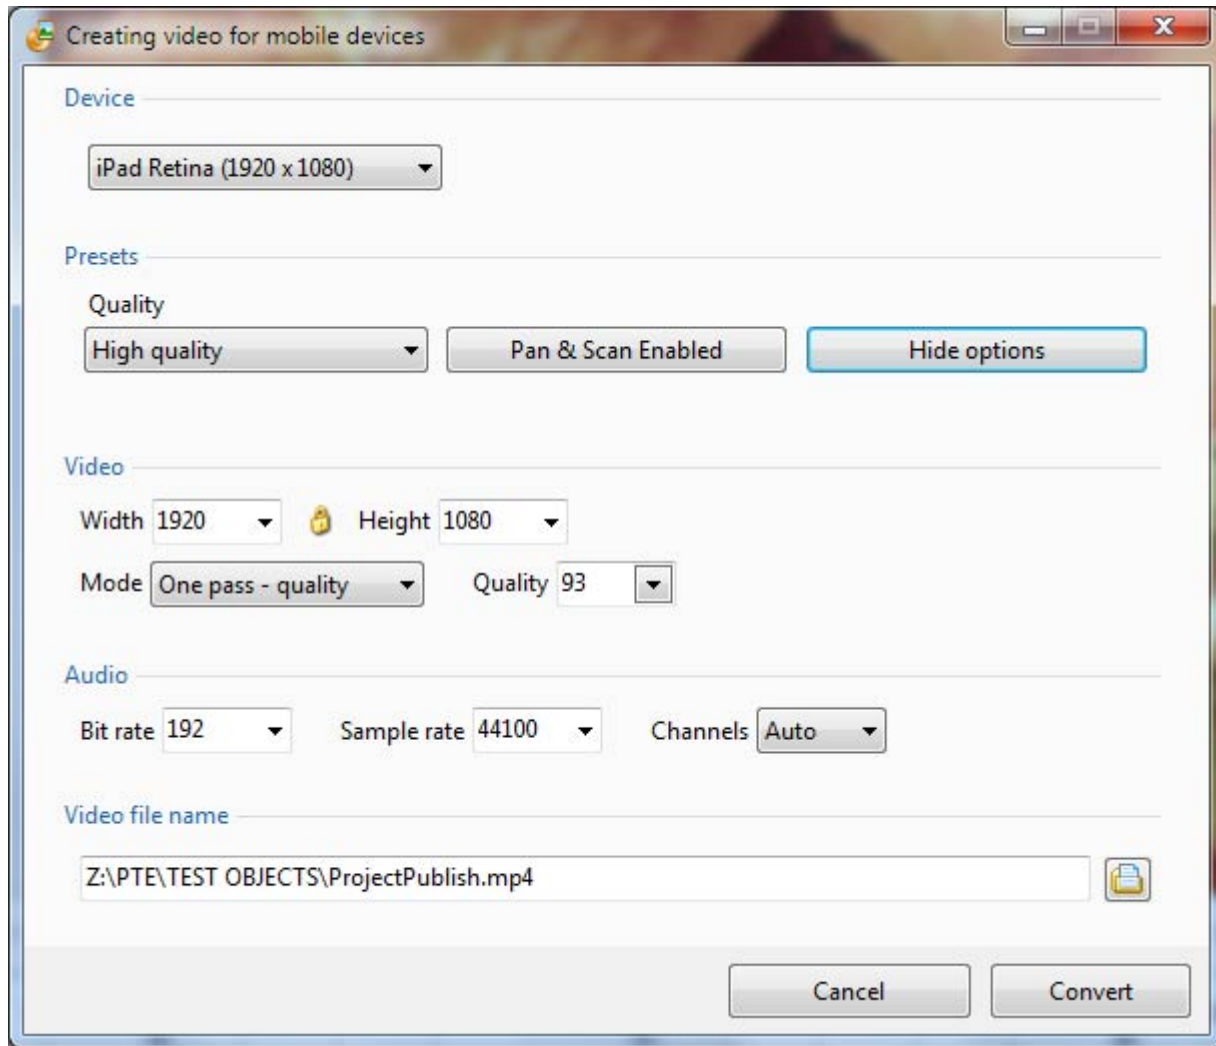 Creating video for mobile devices
Device
iPad Retina (1920 x 1080)
Presets
Quality
High quality Pan & Scan Enabled Hide options
Video
Width 1920 Height 1080
Mode One pass - quality Quality 93
Audio
Bit rate 192 Sample rate 44100 Channels Auto
Video file name
Z:\PTE\TEST OBJECTS\ProjectPublish.mp4
Cancel Convert